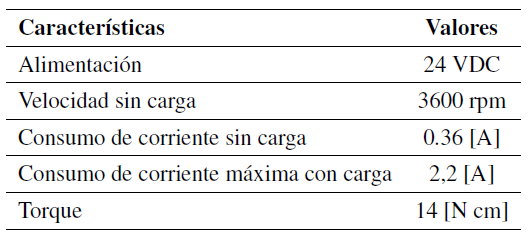 Características Valores
Alimentación 24 VDC
Velocidad sin carga 3600 rpm
Consumo de corriente sin carga 0.36 [A]
Consumo de corriente máxima con carga 2,2 [A]
Torque 14 [N cm]